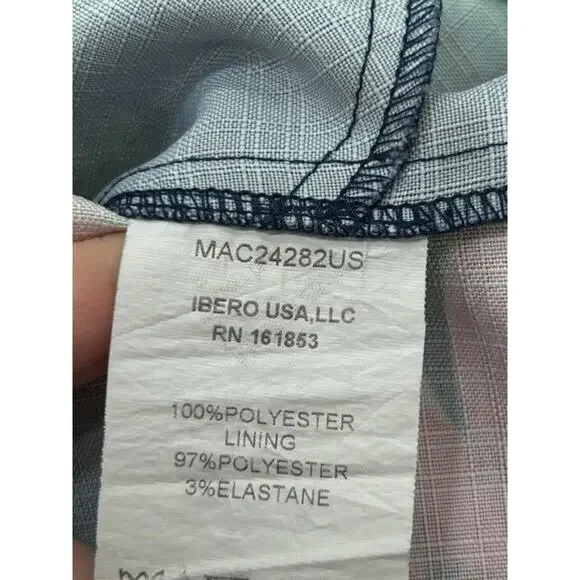 MAC24282US
IBERO USA,LLC
RN 161853
100%POLYESTER
LINING
97%POLYESTER
3%ELASTANE